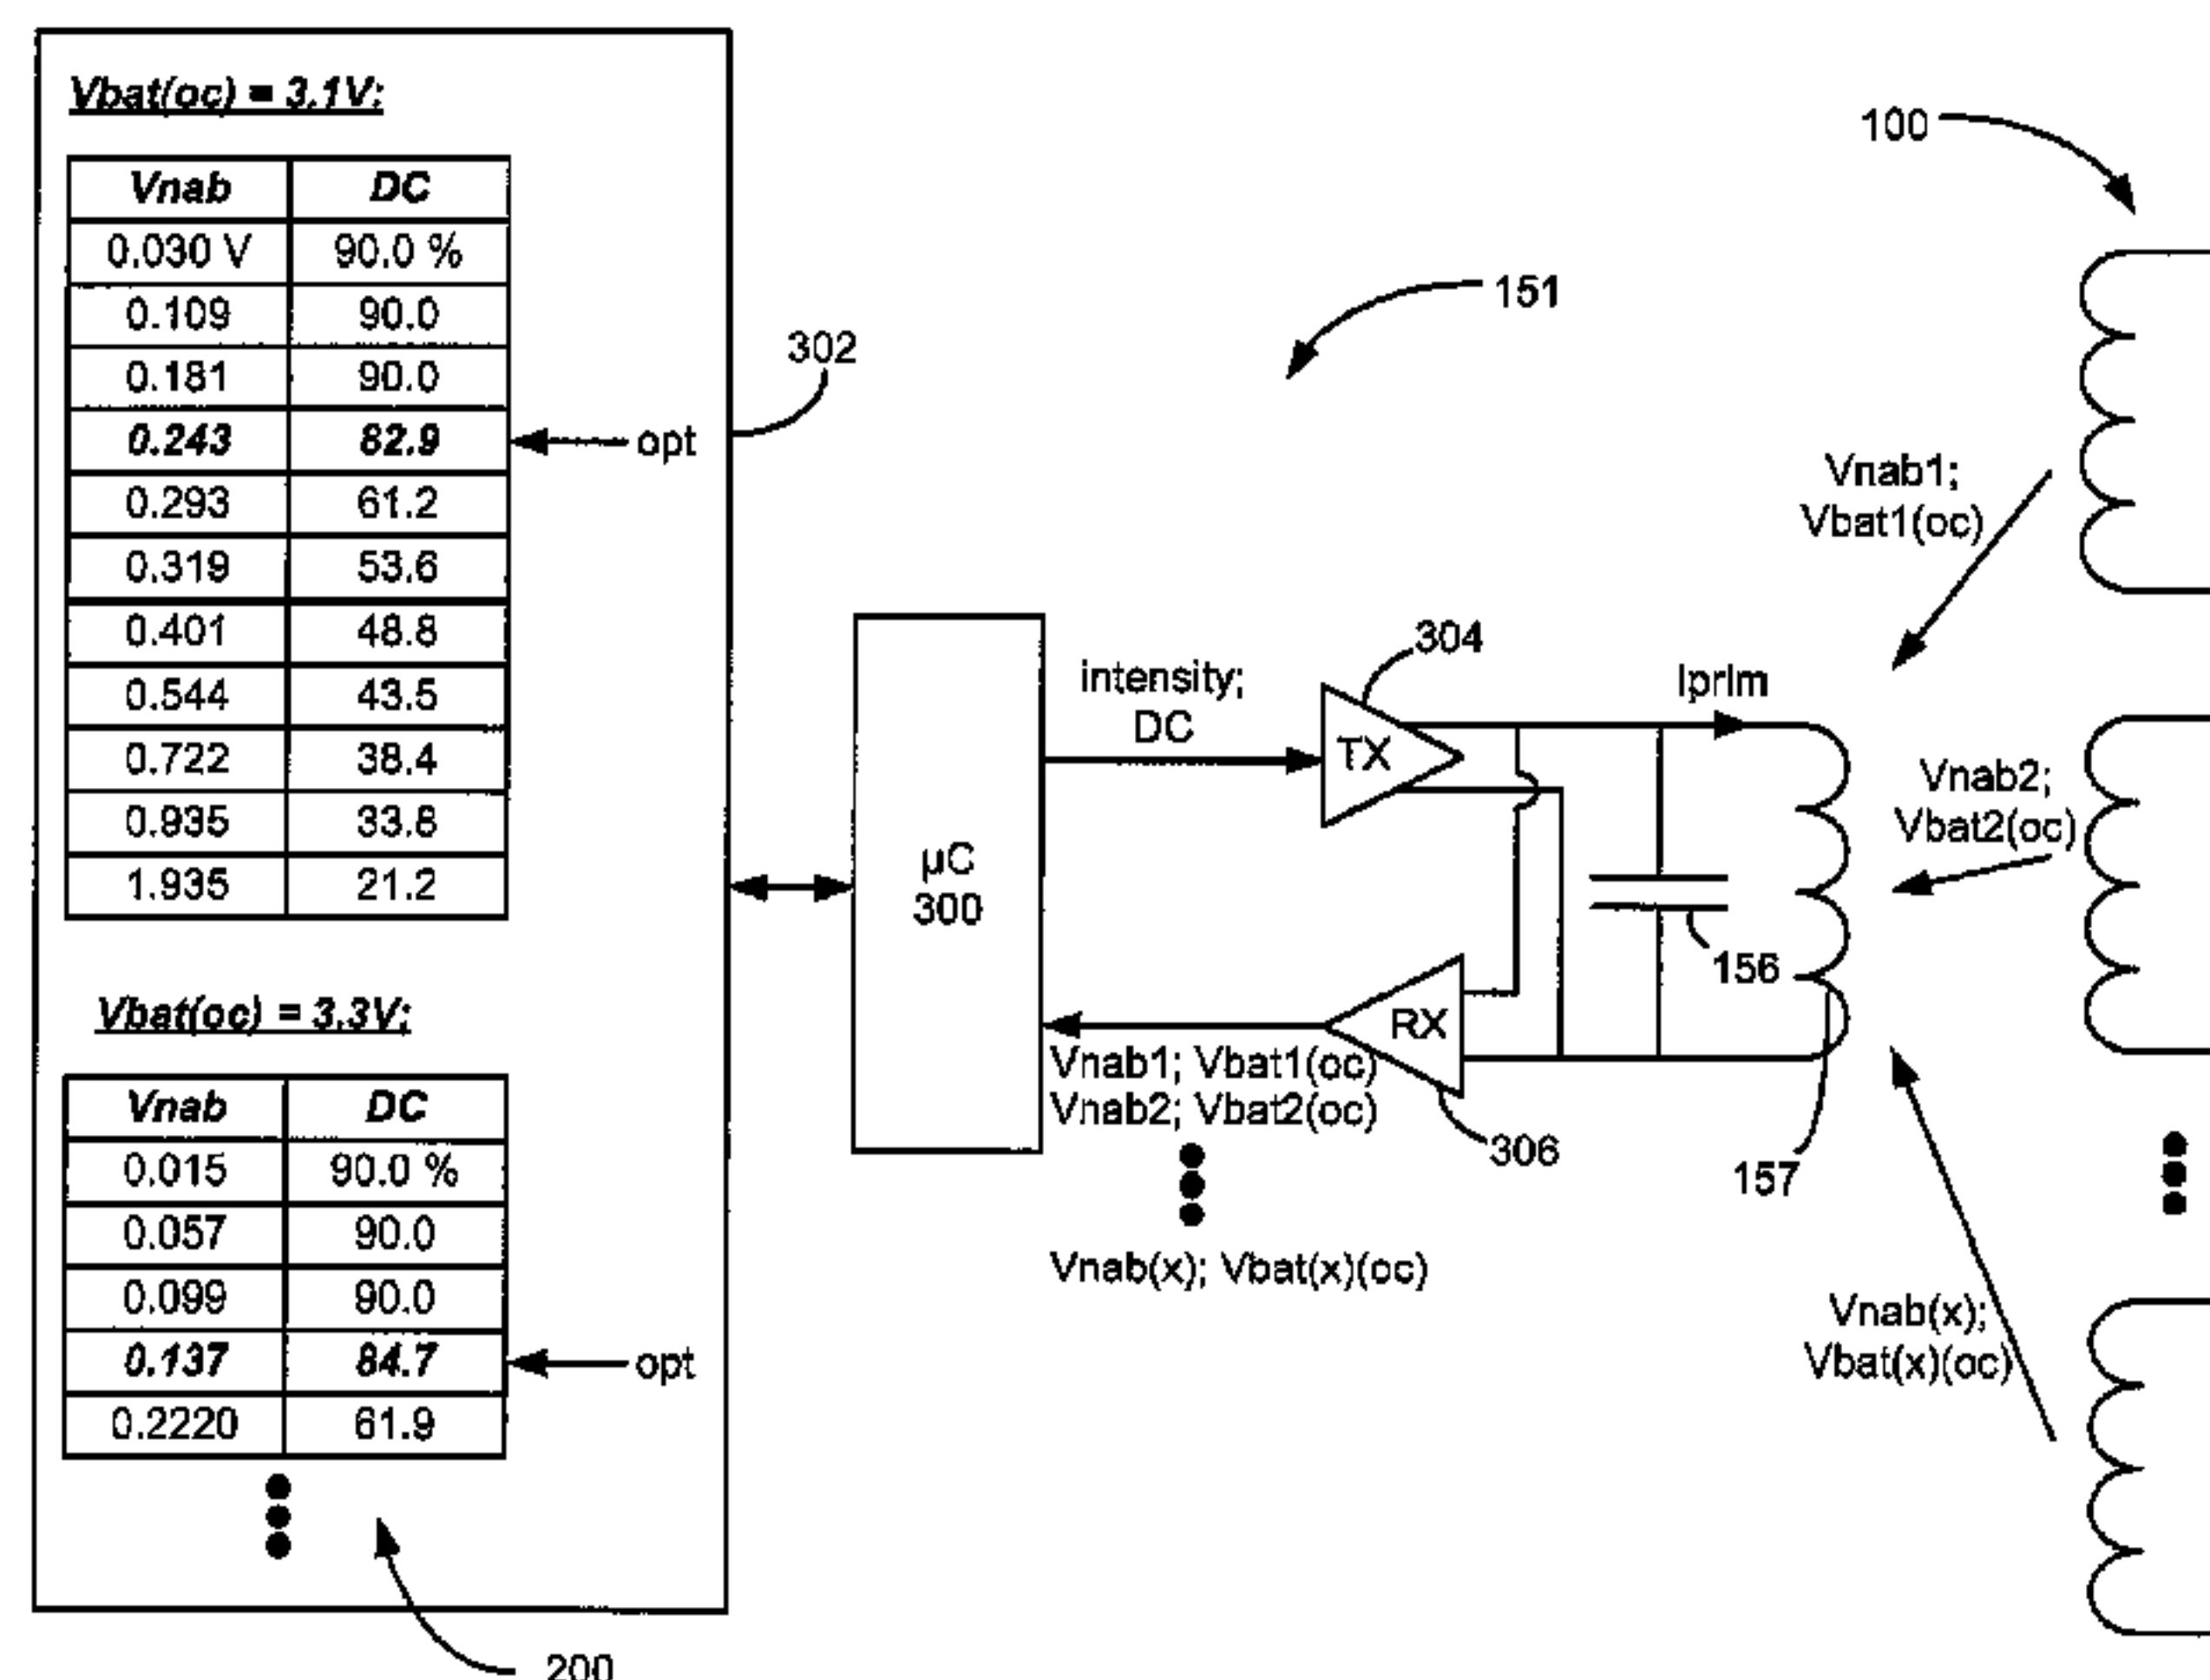 Vbat(oc) = 3.1V:
Vnab DC
0.030 V 90.0 %
0.109 90.0
0.181 90.0
0.243 82.9
opt
0.293 61.2
0.319 53.6
0.401 48.8
0.544 43.5
0.722 38.4
0.935 33.8
1.935 21.2
Vbat(oc) = 3.3V:
Vnab DC
0.015 90.0 %
0.057 90.0
0.099 90.0
0.137 84.7
opt
0.2220 61.9
200
302
µC
300
151
intensity;
DC
304
TX
Iprim
156
157
RX
306
Vnab1; Vbat1(oc)
Vnab2; Vbat2(oc)
Vnab(x); Vbat(x)(oc)
100
Vnab1;
Vbat1(oc)
Vnab2;
Vbat2(oc)
Vnab(x);
Vbat(x)(oc)